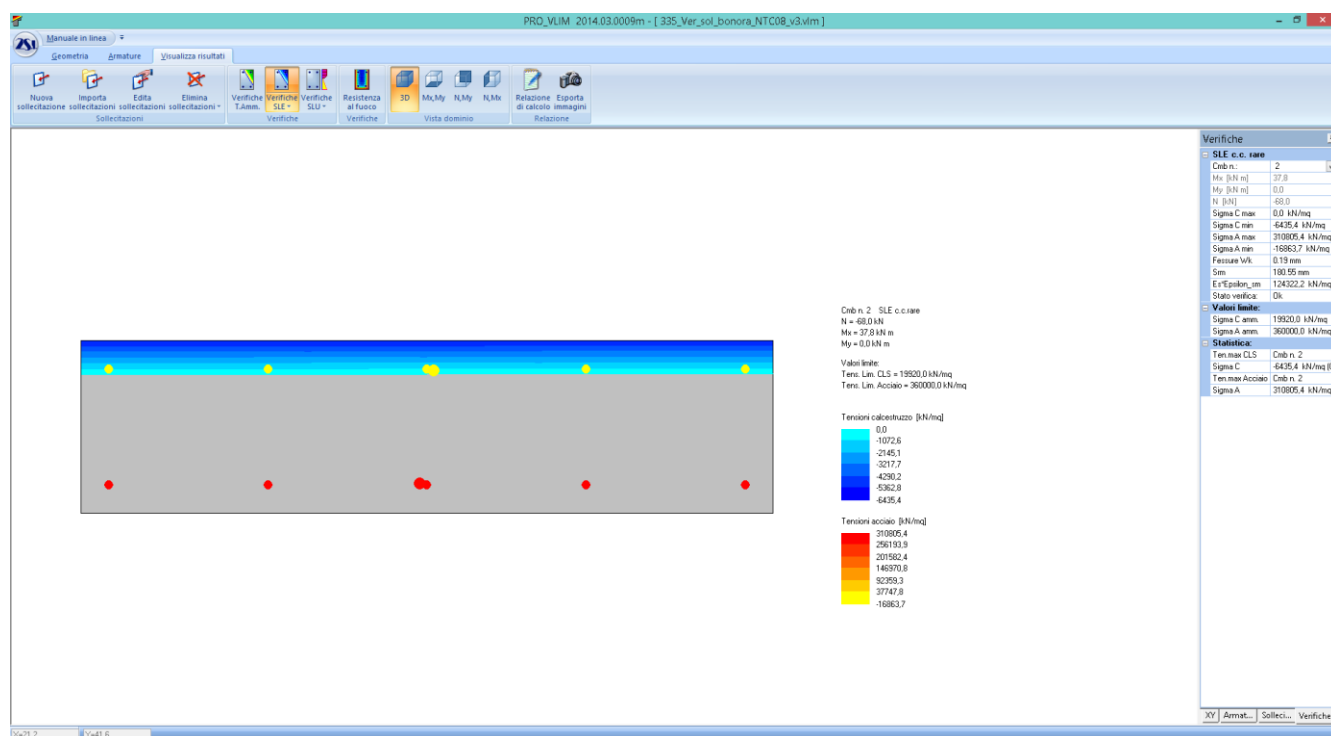 PRO_VLIM 2014.03.0009m - [ 335_Ver_sol_bonora_NTC08_v3.vlm ]
2SI
Manuale in linea
Geometria Armature Visualizza risultati
Nuova sollecitazione
Importa sollecitazioni
Edita sollecitazioni
Elimina sollecitazioni
Verifiche T.Amm.
Verifiche SLE
Verifiche SLU
Resistenza al fuoco
3D
Mx,My
N,My
N,Mx
Relazione di calcolo
Esporta immagini
Sollecitazioni Verifiche Verifiche Vista dominio Relazione
Cmb n. 2 SLE c.c.rare
N = -68,0 kN
Mx = 37,8 kN m
My = 0,0 kN m
Valori limite:
Tens. Lim. CLS = 19920,0 kN/mq
Tens. Lim. Acciaio = 360000,0 kN/mq
Tensioni calcestruzzo [kN/mq]
0,0
-1072,6
-2145,1
-3217,7
-4290,2
-5362,8
-6435,4
Tensioni acciaio [kN/mq]
310805,4
256193,9
201582,4
146970,8
92359,3
37747,8
-16863,7
Verifiche
SLE c.c. rare
Cmb n.: 2
Mx [kN m] 37,8
My [kN m] 0,0
N [kN] -68,0
Sigma C max 0,0 kN/mq
Sigma C min -6435,4 kN/mq
Sigma A max 310805,4 kN/mq
Sigma A min -16863,7 kN/mq
Fessure Wk 0.19 mm
Srm 180.55 mm
Es*Epsilon_sm 124322,2 kN/mq
Stato verifica: Ok
Valori limite:
Sigma C amm. 19920,0 kN/mq
Sigma A amm. 360000,0 kN/mq
Statistica:
Ten.max CLS Cmb n. 2
Sigma C -6435,4 kN/mq (
Ten.max Acciaio Cmb n. 2
Sigma A 310805,4 kN/mq
XY Armat... Solleci... Verifiche
X=21,2 Y=41,6